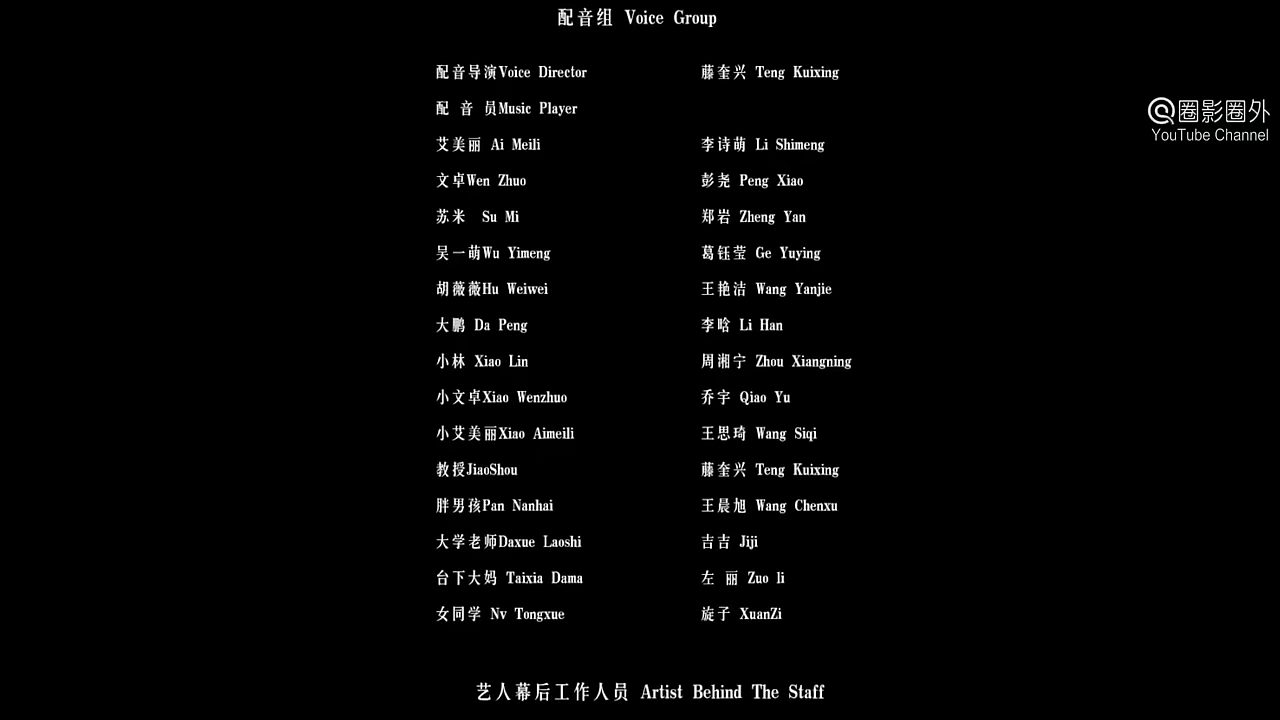 配音组 Voice Group
配音导演Voice Director 藤奎兴 Teng Kuixing
配 音 员Music Player
圈影圈外
YouTube Channel
艾美丽 Ai Meili 李诗萌 Li Shimeng
文卓Wen Zhuo 彭尧 Peng Xiao
苏米 Su Mi 郑岩 Zheng Yan
吴一萌Wu Yimeng 葛钰莹 Ge Yuying
胡薇薇Hu Weiwei 王艳洁 Wang Yanjie
大鹏 Da Peng 李晗 Li Han
小林 Xiao Lin 周湘宁 Zhou Xiangning
小文卓Xiao Wenzhuo 乔宇 Qiao Yu
小艾美丽Xiao Aimeili 王思琦 Wang Siqi
教授JiaoShou 藤奎兴 Teng Kuixing
胖男孩Pan Nanhai 王晨旭 Wang Chenxu
大学老师Daxue Laoshi 吉吉 Jiji
台下大妈 Taixia Dama 左 丽 Zuo li
女同学 Nv Tongxue 旋子 XuanZi
艺人幕后工作人员 Artist Behind The Staff